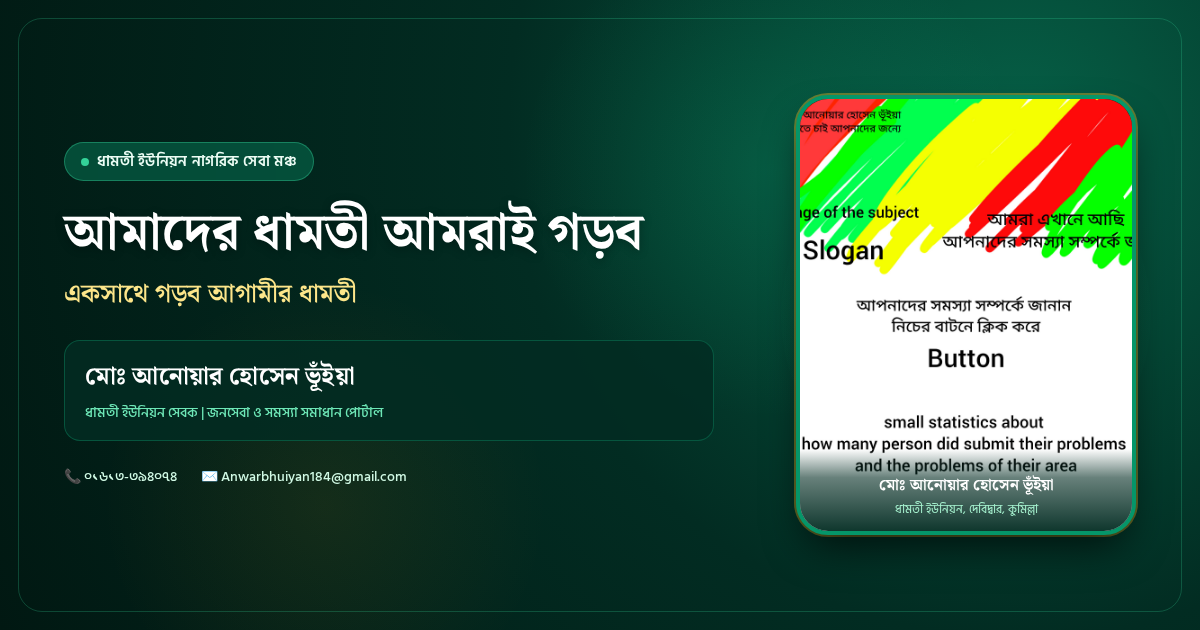 ধামতী ইউনিয়ন নাগরিক সেবা মঞ্চ
আমাদের ধামতী আমরাই গড়ব
একসাথে গড়ব আগামীর ধামতী
মোঃ আনোয়ার হোসেন ভূঁইয়া
ধামতী ইউনিয়ন সেবক | জনসেবা ও সমস্যা সমাধান পোর্টাল
০১৬১৩-৩৯৪০৭৪
Anwarbhuiyan184@gmail.com
আনোয়ার হোসেন ভূঁইয়া
চাই আপনাদের জন্যে
of the subject
Slogan
আমরা এখানে আছি
আপনাদের সমস্যা সম্পর্কে
আপনাদের সমস্যা সম্পর্কে জানান
নিচের বাটনে ক্লিক করে
Button
small statistics about
how many person did submit their problems
and the problems of their area
মোঃ আনোয়ার হোসেন ভূঁইয়া
ধামতী ইউনিয়ন, দেবিদ্বার, কুমিল্লা